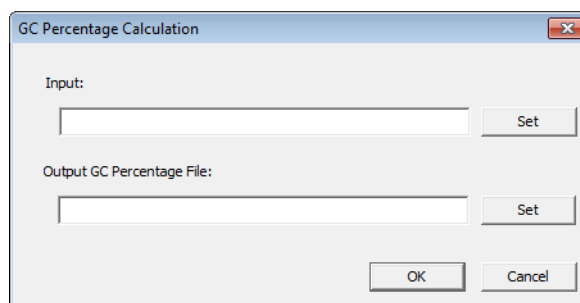 GC Percentage Calculation
Input:
Set
Output GC Percentage File:
Set
OK Cancel